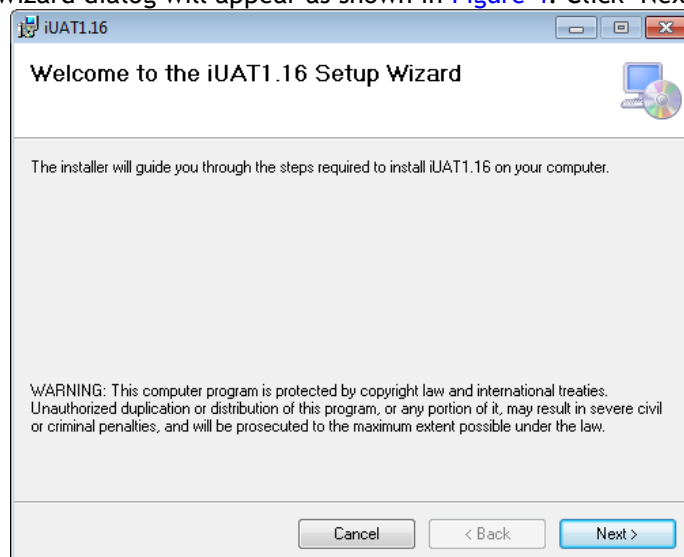 wizard dialog will appear as shown in Figure 4. Click "Nex
iUAT1.16
Welcome to the iUAT1.16 Setup Wizard
The installer will guide you through the steps required to install iUAT1.16 on your computer.
WARNING: This computer program is protected by copyright law and international treaties.
Unauthorized duplication or distribution of this program, or any portion of it, may result in severe civil
or criminal penalties, and will be prosecuted to the maximum extent possible under the law.
Cancel
< Back
Next >